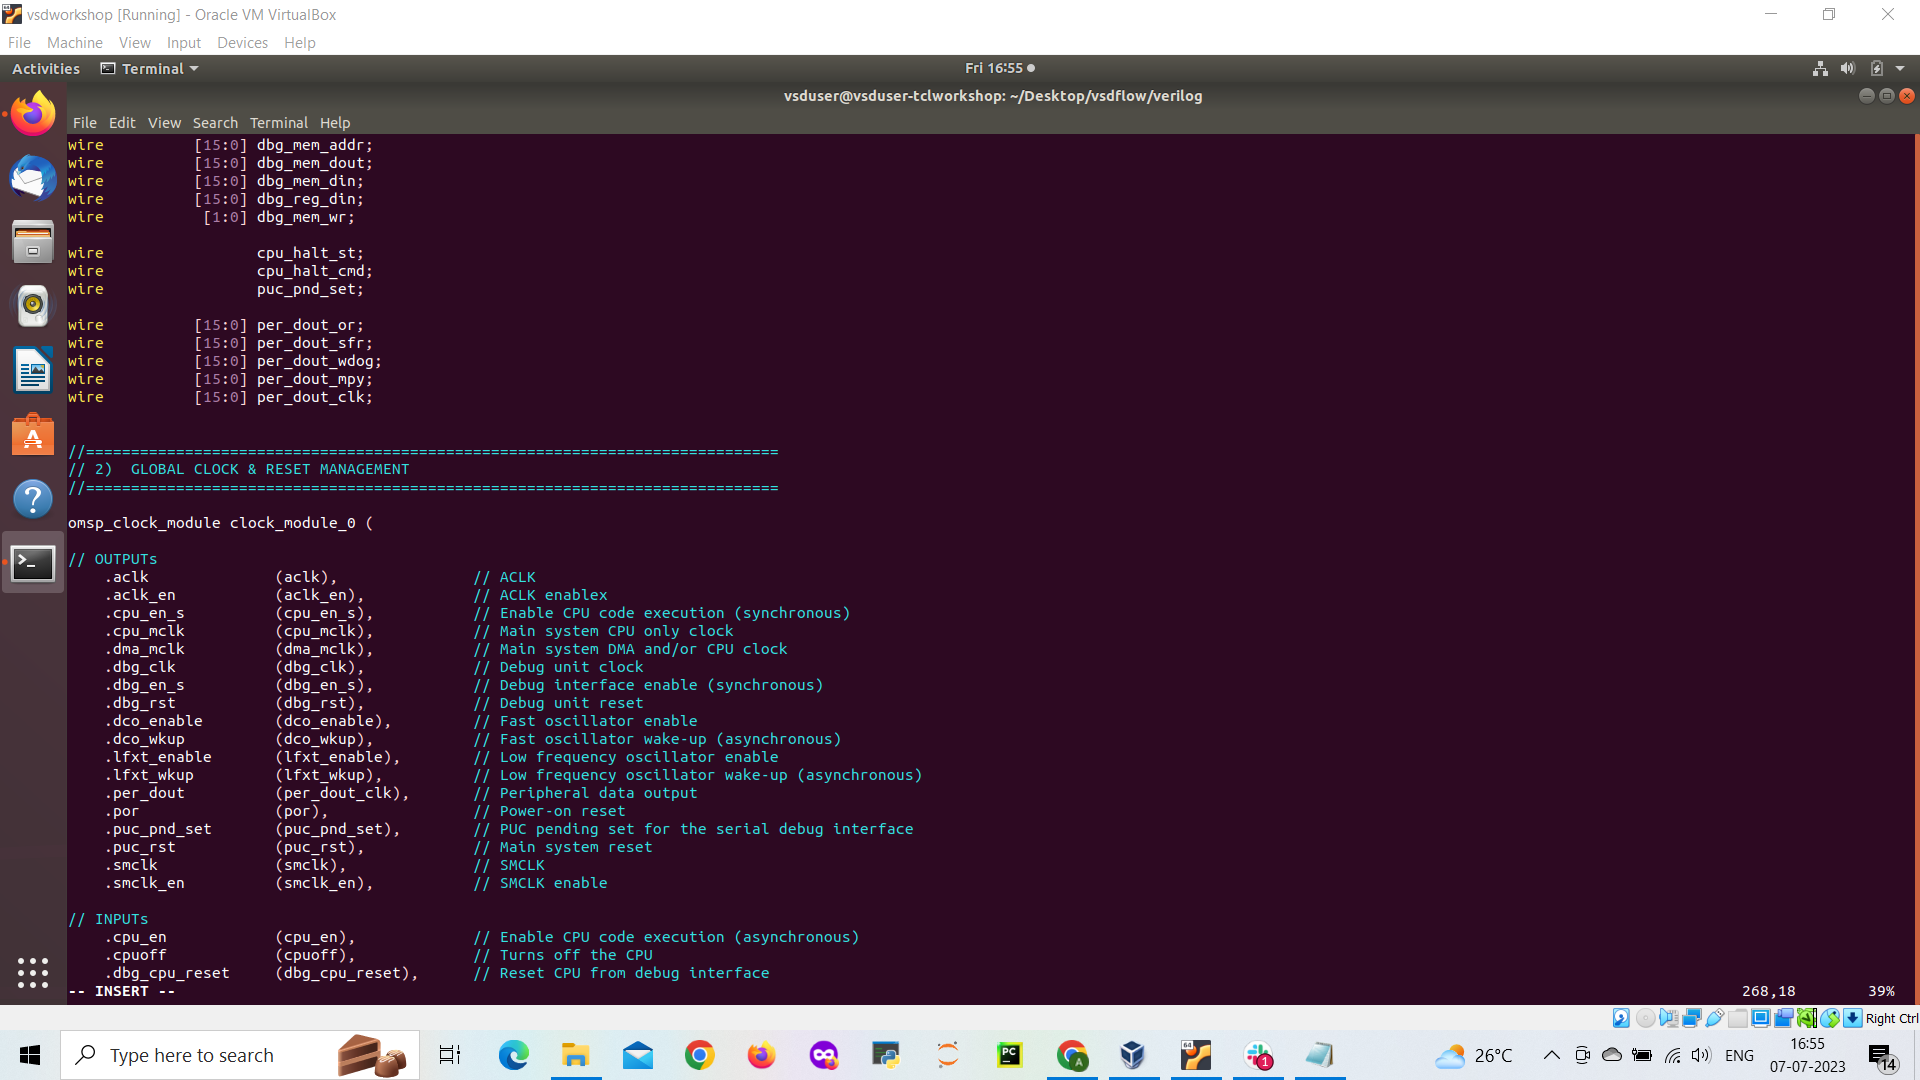 vsdworkshop [Running] - Oracle VM VirtualBox
File Machine View Input Devices Help
Activities Terminal Fri 16:55
vsduser@vsduser-tclworkshop: ~/Desktop/vsdflow/verilog
File Edit View Search Terminal Help
wire [15:0] dbg_mem_addr;
wire [15:0] dbg_mem_dout;
wire [15:0] dbg_mem_din;
wire [15:0] dbg_reg_din;
wire [1:0] dbg_mem_wr;
wire cpu_halt_st;
wire cpu_halt_cmd;
wire puc_pnd_set;
wire [15:0] per_dout_or;
wire [15:0] per_dout_sfr;
wire [15:0] per_dout_wdog;
wire [15:0] per_dout_mpy;
wire [15:0] per_dout_clk;
//=============================================================================
// 2)  GLOBAL CLOCK & RESET MANAGEMENT
//=============================================================================
omsp_clock_module clock_module_0 (
// OUTPUTs
.aclk (aclk), // ACLK
.aclk_en (aclk_en), // ACLK enablex
.cpu_en_s (cpu_en_s), // Enable CPU code execution (synchronous)
.cpu_mclk (cpu_mclk), // Main system CPU only clock
.dma_mclk (dma_mclk), // Main system DMA and/or CPU clock
.dbg_clk (dbg_clk), // Debug unit clock
.dbg_en_s (dbg_en_s), // Debug interface enable (synchronous)
.dbg_rst (dbg_rst), // Debug unit reset
.dco_enable (dco_enable), // Fast oscillator enable
.dco_wkup (dco_wkup), // Fast oscillator wake-up (asynchronous)
.lfxt_enable (lfxt_enable), // Low frequency oscillator enable
.lfxt_wkup (lfxt_wkup), // Low frequency oscillator wake-up (asynchronous)
.per_dout (per_dout_clk), // Peripheral data output
.por (por), // Power-on reset
.puc_pnd_set (puc_pnd_set), // PUC pending set for the serial debug interface
.puc_rst (puc_rst), // Main system reset
.smclk (smclk), // SMCLK
.smclk_en (smclk_en), // SMCLK enable
// INPUTs
.cpu_en (cpu_en), // Enable CPU code execution (asynchronous)
.cpuoff (cpuoff), // Turns off the CPU
.dbg_cpu_reset (dbg_cpu_reset), // Reset CPU from debug interface
-- INSERT -- 268,18 39%
Right Ctrl
Type here to search
PC
64
A
1
26°C
ENG
16:55
07-07-2023
14